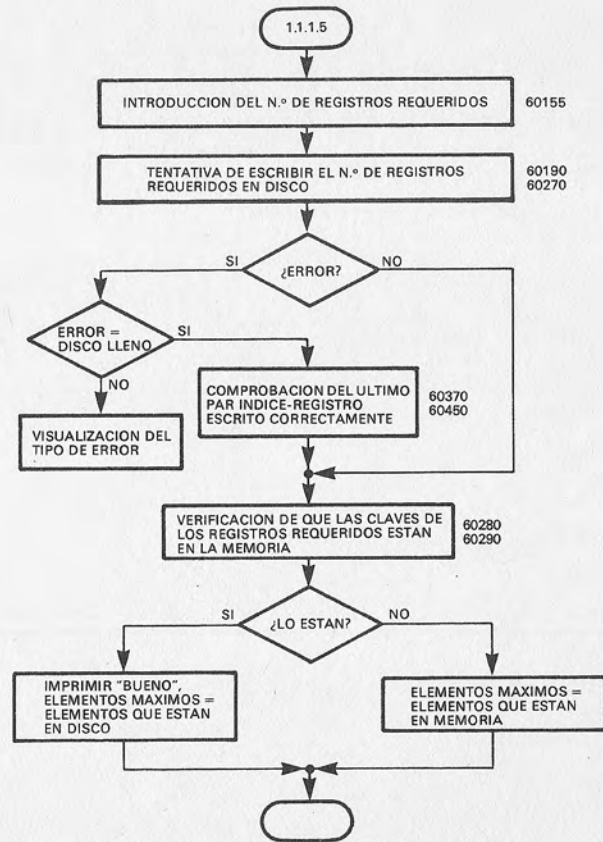 1.1.1.5
INTRODUCCION DEL N.º DE REGISTROS REQUERIDOS
60155
TENTATIVA DE ESCRIBIR EL N.º DE REGISTROS
REQUERIDOS EN DISCO
60190
60270
SI
¿ERROR?
NO
ERROR =
DISCO LLENO
SI
NO
COMPROBACION DEL ULTIMO
PAR INDICE-REGISTRO
ESCRITO CORRECTAMENTE
60370
60450
VISUALIZACION DEL
TIPO DE ERROR
VERIFICACION DE QUE LAS CLAVES DE
LOS REGISTROS REQUERIDOS ESTAN
EN LA MEMORIA
60280
60290
SI
¿LO ESTAN?
NO
IMPRIMIR "BUENO",
ELEMENTOS MAXIMOS =
ELEMENTOS QUE ESTAN
EN DISCO
ELEMENTOS MAXIMOS =
ELEMENTOS QUE ESTAN
EN MEMORIA